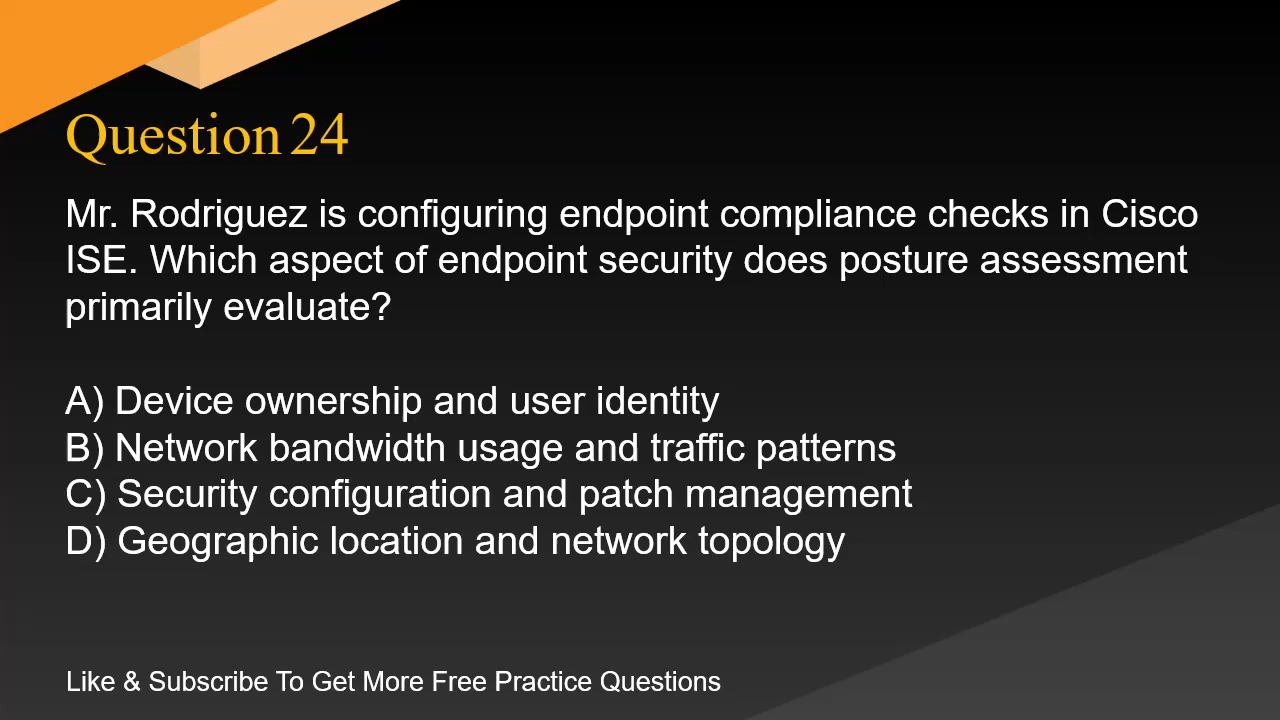 Question 24
Mr. Rodriguez is configuring endpoint compliance checks in Cisco
ISE. Which aspect of endpoint security does posture assessment
primarily evaluate?
A) Device ownership and user identity
B) Network bandwidth usage and traffic patterns
C) Security configuration and patch management
D) Geographic location and network topology
Like & Subscribe To Get More Free Practice Questions